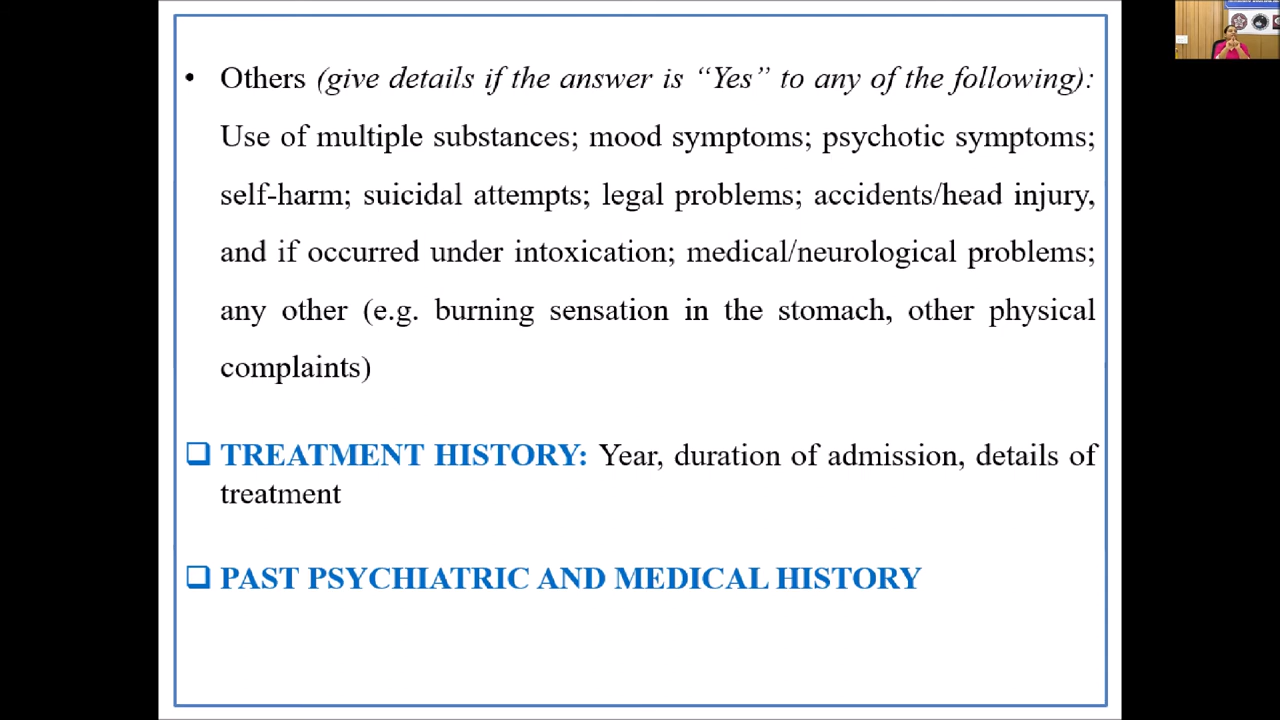 • Others (give details if the answer is “Yes” to any of the following):
Use of multiple substances; mood symptoms; psychotic symptoms;
self-harm; suicidal attempts; legal problems; accidents/head injury,
and if occurred under intoxication; medical/neurological problems;
any other (e.g. burning sensation in the stomach, other physical
complaints)
❑ TREATMENT HISTORY: Year, duration of admission, details of
treatment
❑ PAST PSYCHIATRIC AND MEDICAL HISTORY